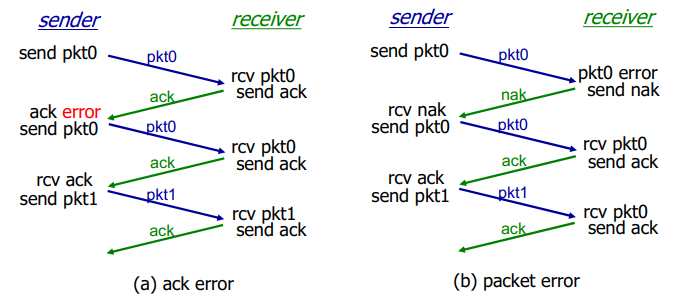 sender
receiver
send pkt0
pkt0
rcv pkt0
send ack
ack
ack error
send pkt0
pkt0
rcv pkt0
send ack
ack
rcv ack
send pkt1
pkt1
rcv pkt1
send ack
ack
(a) ack error
sender
receiver
send pkt0
pkt0
pkt0 error
send nak
nak
rcv nak
send pkt0
pkt0
rcv pkt0
send ack
ack
rcv ack
send pkt1
pkt1
rcv pkt0
send ack
ack
(b) packet error